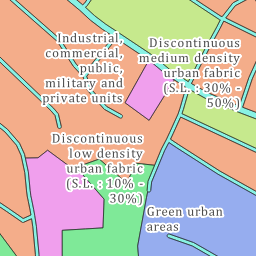 Industrial,
commercial,
public,
military and
private units
Discontinuous
medium density
urban fabric
(S.L. : 30% -
50%)
Discontinuous
low density
urban fabric
(S.L. : 10% -
30%)
Green urban
areas